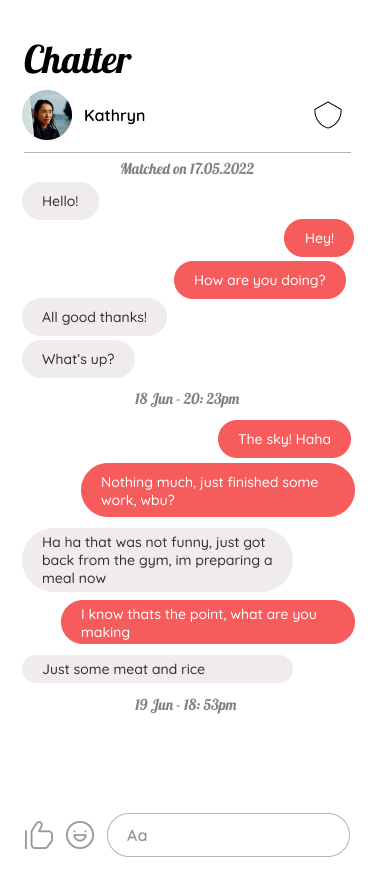 Chatter
Kathryn
Matched on 17.05.2022
Hello!
Hey!
How are you doing?
All good thanks!
What's up?
18 Jun - 20: 23pm
The sky! Haha
Nothing much, just finished some
work, wbu?
Ha ha that was not funny, just got
back from the gym, im preparing a
meal now
I know thats the point, what are you
making
Just some meat and rice
19 Jun - 18: 53pm
Aa